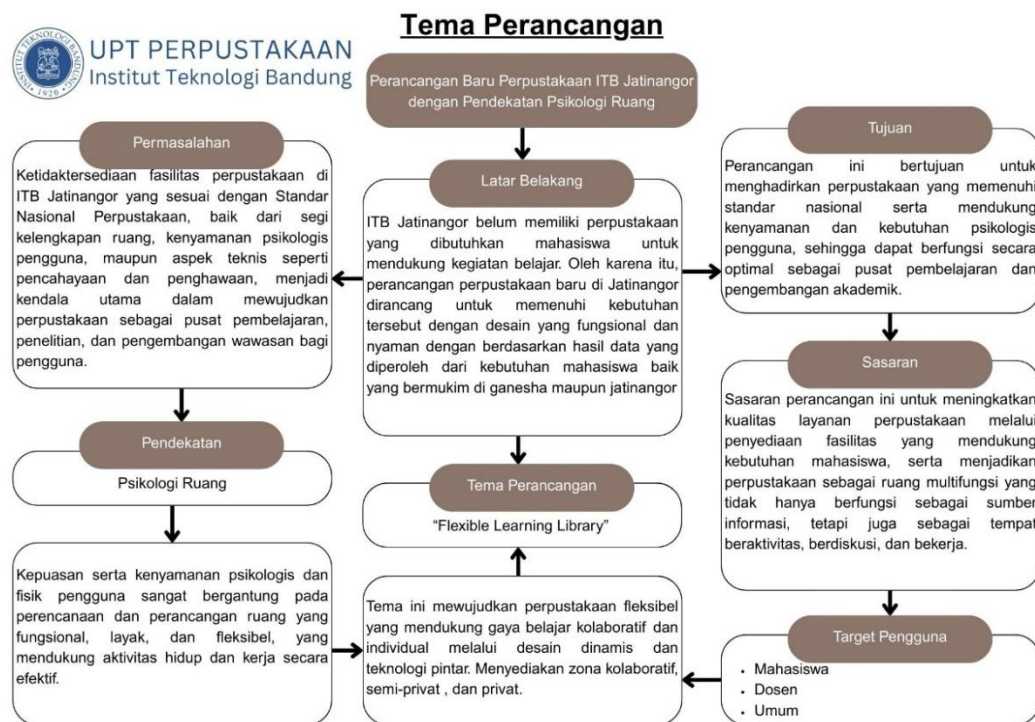 Tema Perancangan
INSTITUT TEKNOLOGI BANDUNG
1920
UPT PERPUSTAKAAN
Institut Teknologi Bandung
Perancangan Baru Perpustakaan ITB Jatinangor
dengan Pendekatan Psikologi Ruang
Permasalahan
Ketidaktersediaan fasilitas perpustakaan di
ITB Jatinangor yang sesuai dengan Standar
Nasional Perpustakaan, baik dari segi
kelengkapan ruang, kenyamanan psikologis
pengguna, maupun aspek teknis seperti
pencahayaan dan penghawaan, menjadi
kendala utama dalam mewujudkan
perpustakaan sebagai pusat pembelajaran,
penelitian, dan pengembangan wawasan bagi
pengguna.
Latar Belakang
ITB Jatinangor belum memiliki perpustakaan
yang dibutuhkan mahasiswa untuk
mendukung kegiatan belajar. Oleh karena itu,
perancangan perpustakaan baru di Jatinangor
dirancang untuk memenuhi kebutuhan
tersebut dengan desain yang fungsional dan
nyaman dengan berdasarkan hasil data yang
diperoleh dari kebutuhan mahasiswa baik
yang bermukim di ganesha maupun jatinangor
Tujuan
Perancangan ini bertujuan untuk
menghadirkan perpustakaan yang memenuhi
standar nasional serta mendukung
kenyamanan dan kebutuhan psikologis
pengguna, sehingga dapat berfungsi secara
optimal sebagai pusat pembelajaran dan
pengembangan akademik.
Sasaran
Sasaran perancangan ini untuk meningkatkan
kualitas layanan perpustakaan melalui
penyediaan fasilitas yang mendukung
kebutuhan mahasiswa, serta menjadikan
perpustakaan sebagai ruang multifungsi yang
tidak hanya berfungsi sebagai sumber
informasi, tetapi juga sebagai tempat
beraktivitas, berdiskusi, dan bekerja.
Pendekatan
Psikologi Ruang
Tema Perancangan
"Flexible Learning Library"
Kepuasan serta kenyamanan psikologis dan
fisik pengguna sangat bergantung pada
perencanaan dan perancangan ruang yang
fungsional, layak, dan fleksibel, yang
mendukung aktivitas hidup dan kerja secara
efektif.
Tema ini mewujudkan perpustakaan fleksibel
yang mendukung gaya belajar kolaboratif dan
individual melalui desain dinamis dan
teknologi pintar. Menyediakan zona kolaboratif,
semi-privat , dan privat.
Target Pengguna
• Mahasiswa
• Dosen
• Umum